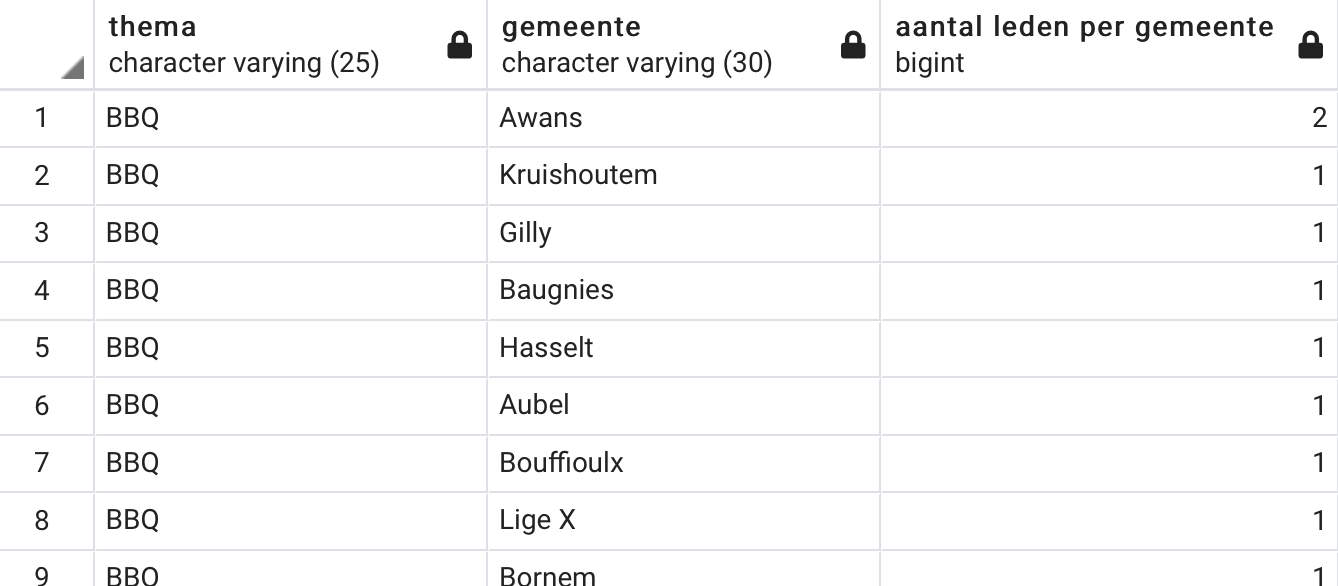 thema gemeente aantal leden per gemeente
character varying (25) character varying (30) bigint
1 BBQ Awans 2
2 BBQ Kruishoutem 1
3 BBQ Gilly 1
4 BBQ Baugnies 1
5 BBQ Hasselt 1
6 BBQ Aubel 1
7 BBQ Bouffioulx 1
8 BBQ Lige X 1
9 BBQ Bornem 1